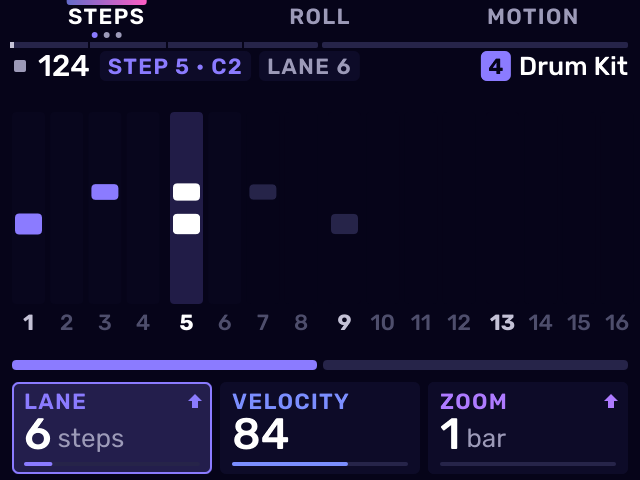 STEPS ROLL MOTION
124 STEP 5 • C2 LANE 6 4 Drum Kit
1 2 3 4 5 6 7 8 9 10 11 12 13 14 15 16
LANE VELOCITY ZOOM
6 steps 84 1 bar